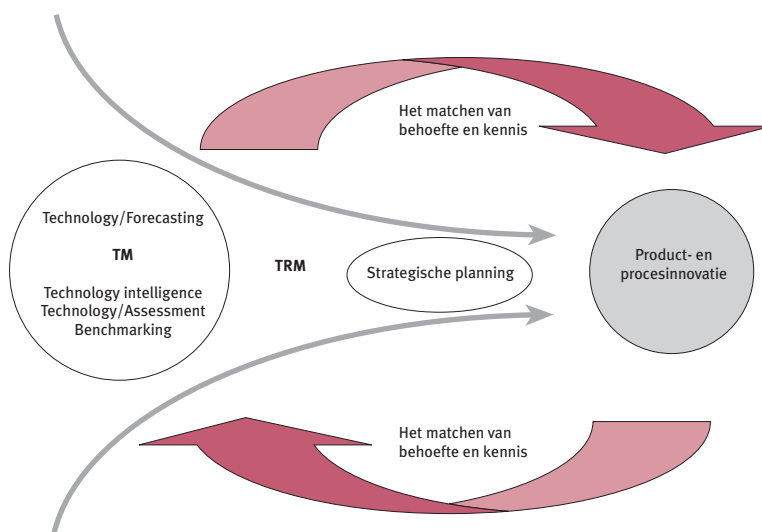 Het matchen van
behoefte en kennis
Technology/Forecasting
TM
Technology intelligence
Technology/Assessment
Benchmarking
TRM
Strategische planning
Product- en
procesinnovatie
Het matchen van
behoefte en kennis